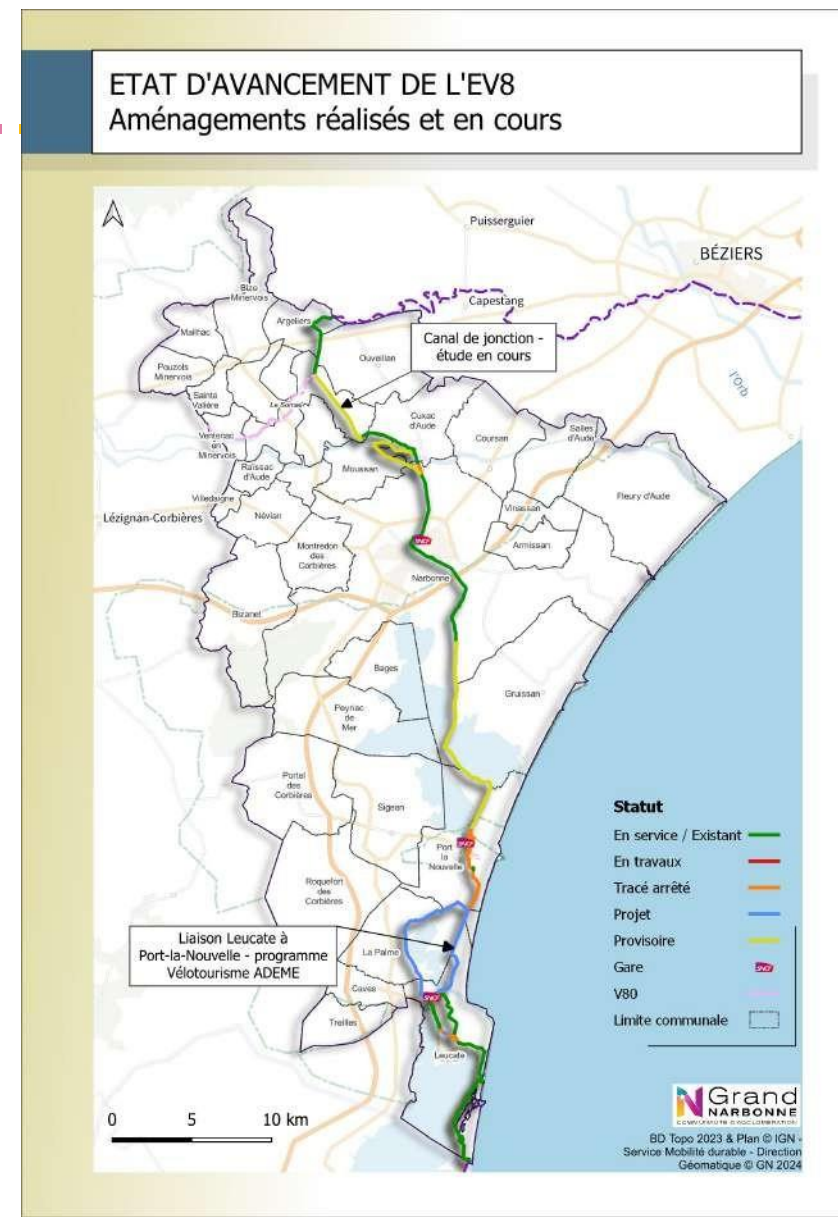 ETAT D'AVANCEMENT DE L'EV8
Aménagements réalisés et en cours
Puisserguier
BÉZIERS
Bize
Minervois
Capestang
Argeliers
Mailhac
Canal de jonction -
étude en cours
Ouveillan
Pouzols
Minervois
l'Orb
Sainte
Valière
Le Somail
Cuxac
d'Aude
Coursan
Salles
d'Aude
Ventenac
en
Minervois
Raissac
d'Aude
Moussan
Fleury d'Aude
Villedaigne
Lézignan-Corbières
Névian
Vinassan
Montredon
des
Corbières
SNCF
Armissan
Narbonne
Bizanet
Bages
Gruissan
Peyriac
de
Mer
Portel
des
Corbières
Sigean
Statut
En service / Existant
En travaux
Tracé arrêté
Projet
Provisoire
Gare
SNCF
V80
Limite communale
Port
la
Nouvelle
SNCF
Roquefort
des
Corbières
Liaison Leucate à
Port-la-Nouvelle - programme
Vélotourisme ADEME
La Palme
Caves
SNCF
Treilles
Leucate
0 5 10 km
Grand
NARBONNE
COMMUNAUTÉ D'AGGLOMÉRATION
BD Topo 2023 & Plan © IGN -
Service Mobilité durable - Direction
Géomatique © GN 2024